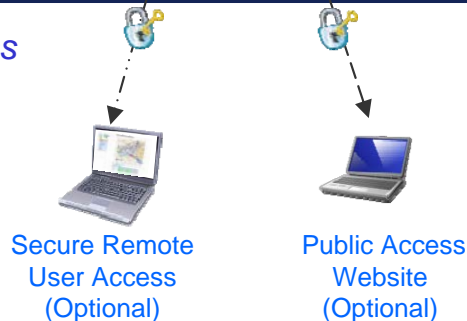 s
Secure Remote
User Access
(Optional)
Public Access
Website
(Optional)